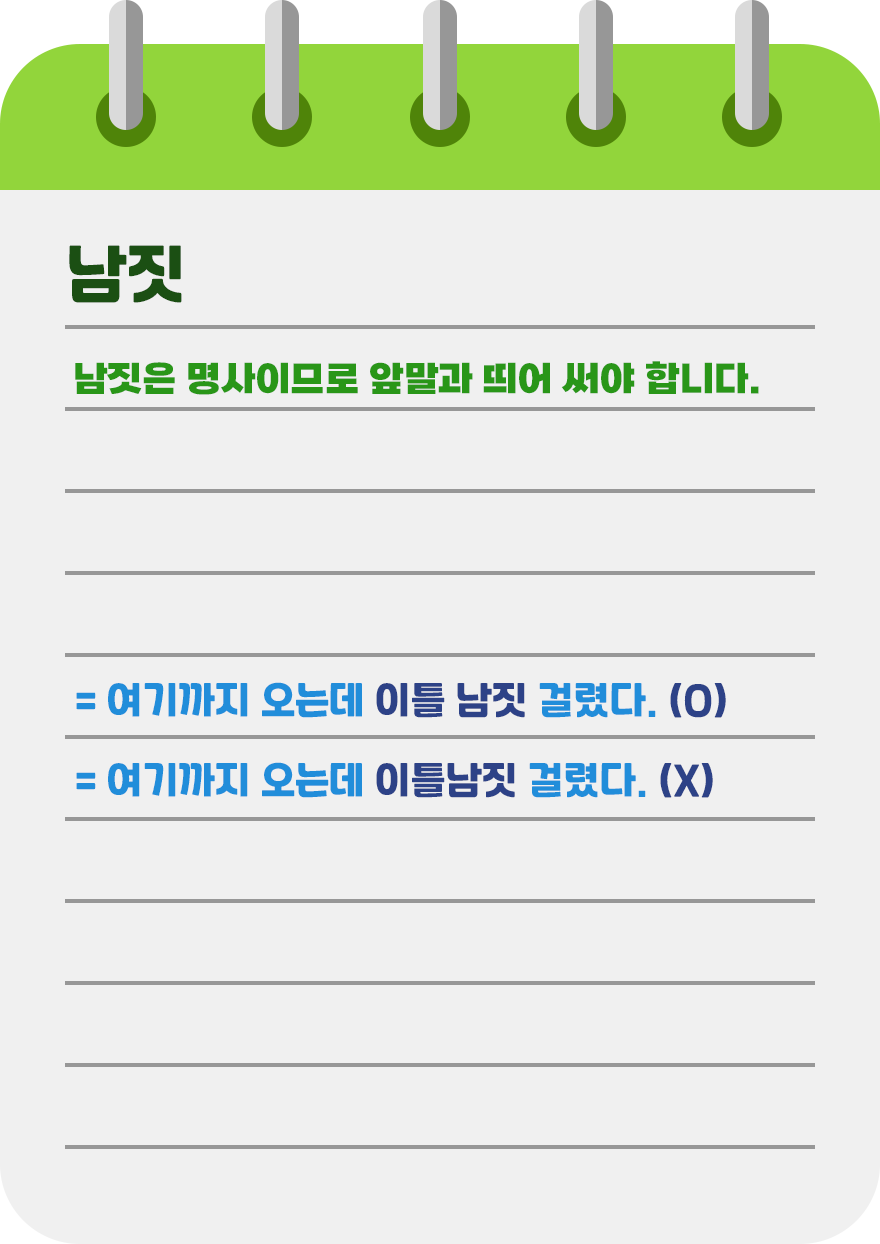 남짓
남짓은 명사이므로 앞말과 띄어 써야 합니다.
= 여기까지 오는데 이틀 남짓 걸렸다. (O)
= 여기까지 오는데 이틀남짓 걸렸다. (X)